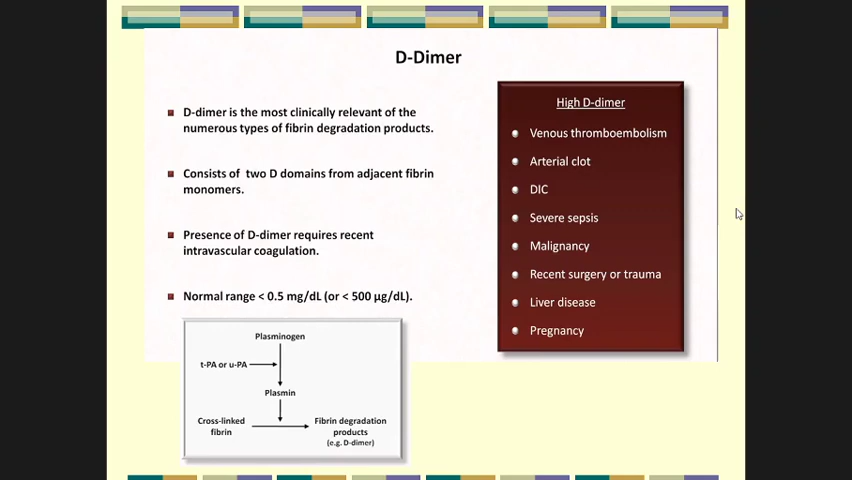 D-Dimer
D-dimer is the most clinically relevant of the
numerous types of fibrin degradation products.
Consists of two D domains from adjacent fibrin
monomers.
Presence of D-dimer requires recent
intravascular coagulation.
Normal range < 0.5 mg/dL (or < 500 µg/dL).
High D-dimer
Venous thromboembolism
Arterial clot
DIC
Severe sepsis
Malignancy
Recent surgery or trauma
Liver disease
Pregnancy
Plasminogen
t-PA or u-PA
Plasmin
Cross-linked
fibrin
Fibrin degradation
products
(e.g. D-dimer)